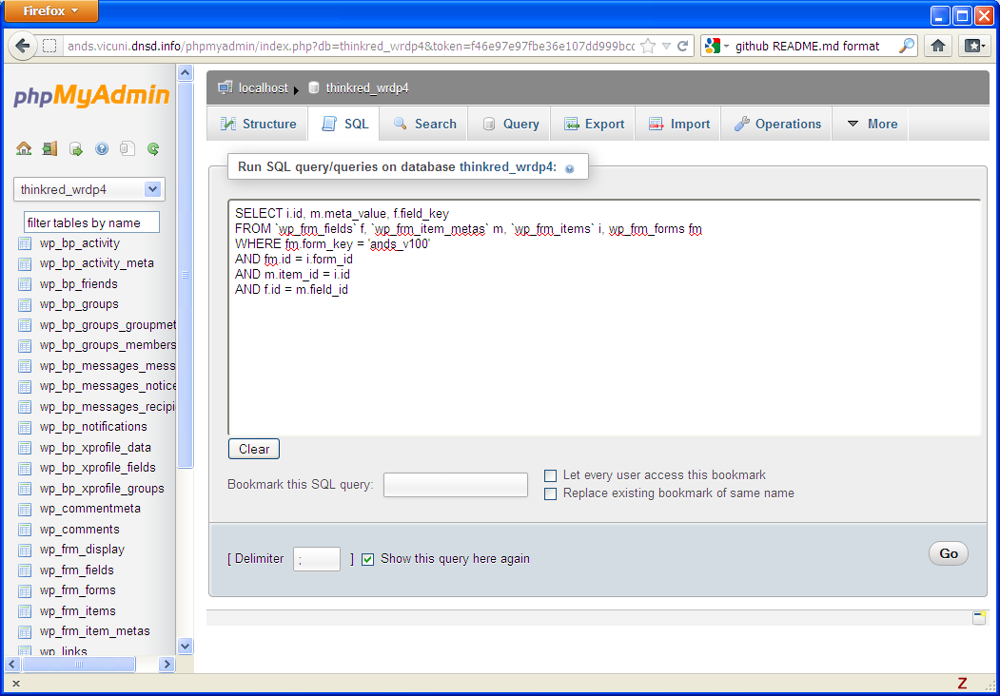 Firefox
ands.vicuni.dnsd.info/phpmyadmin/index.php?db=thinkred_wrdp4&token=f46e97e97fbe36e107dd999bcc
github README.md format
phpMyAdmin
thinkred_wrdp4
filter tables by name
wp_bp_activity
wp_bp_activity_meta
wp_bp_friends
wp_bp_groups
wp_bp_groups_groupmet
wp_bp_groups_members
wp_bp_messages_mess
wp_bp_messages_notice
wp_bp_messages_recipi
wp_bp_notifications
wp_bp_xprofile_data
wp_bp_xprofile_fields
wp_bp_xprofile_groups
wp_commentmeta
wp_comments
wp_frm_display
wp_frm_fields
wp_frm_forms
wp_frm_items
wp_frm_item_metas
wp_links
localhost thinkred_wrdp4
Structure SQL Search Query Export Import Operations More
Run SQL query/queries on database thinkred_wrdp4:
SELECT i.id, m.meta_value, f.field_key
FROM `wp_frm_fields` f, `wp_frm_item_metas` m, `wp_frm_items` i, wp_frm_forms fm
WHERE fm.form_key = 'ands_v100'
AND fm.id = i.form_id
AND m.item_id = i.id
AND f.id = m.field_id
Clear
Bookmark this SQL query:
Let every user access this bookmark
Replace existing bookmark of same name
[ Delimiter ; ] Show this query here again
Go
x
Z